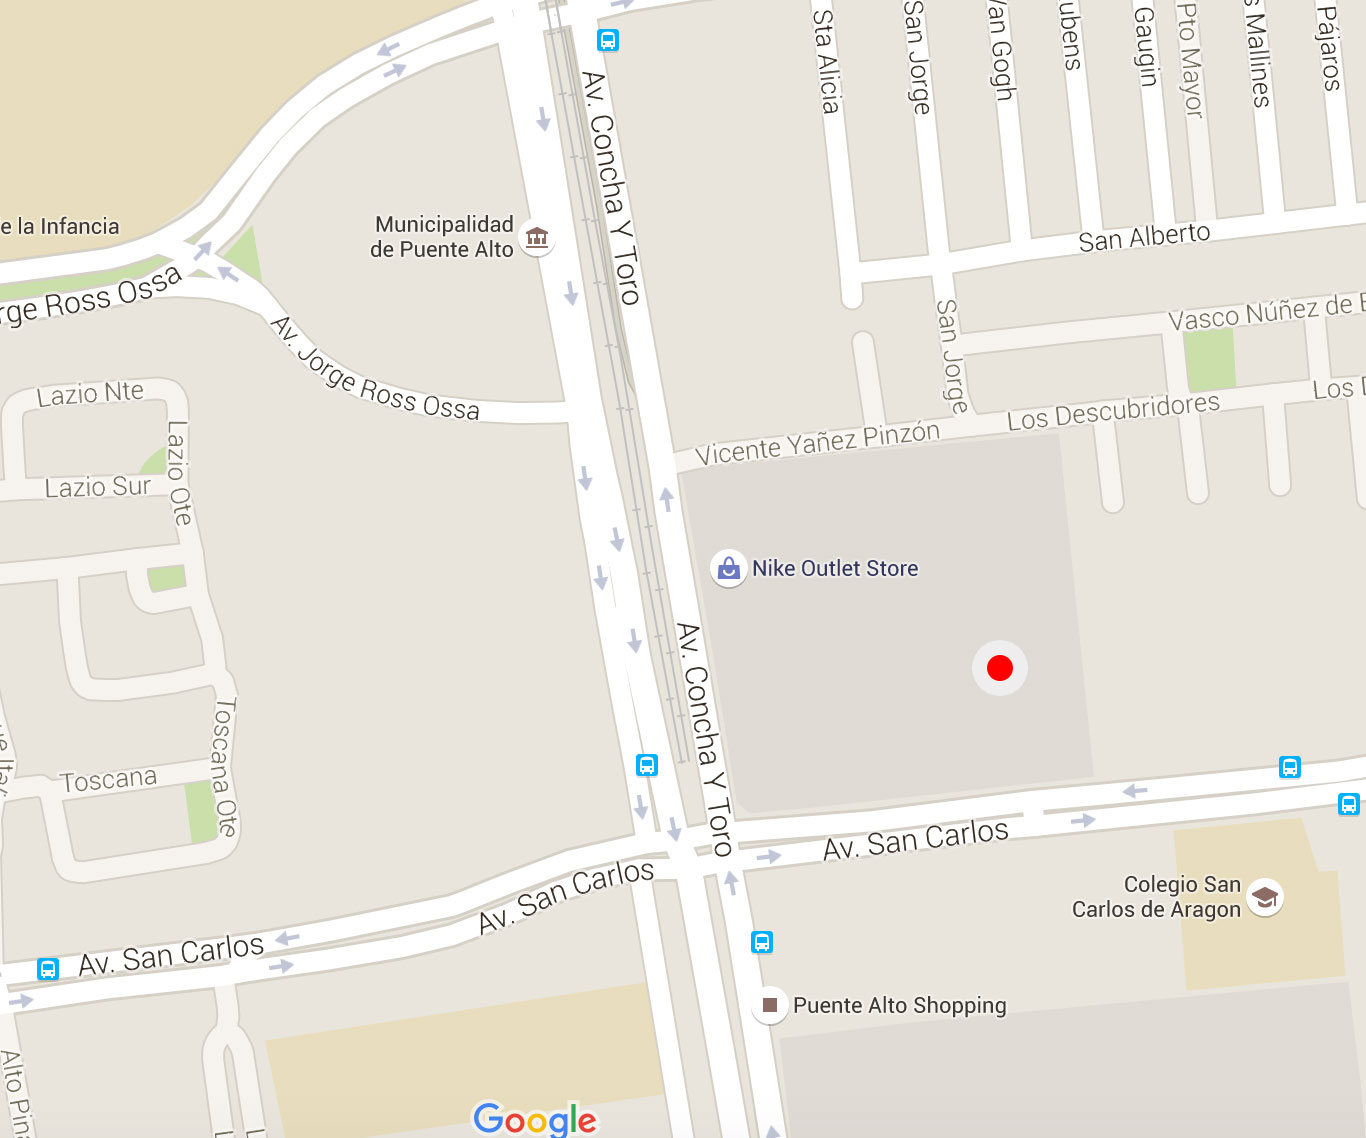 Sta Alicia
San Jorge
Van Gogh
Gaugin
Pto Mayor
Mallines
Pájaros
Av. Concha Y Toro
e la Infancia
Municipalidad
de Puente Alto
San Alberto
rge Ross Ossa
Av. Jorge Ross Ossa
San Jorge
Vasco Núñez de
Lazio Nte
Los Descubridores
Los
Vicente Yañez Pinzón
Lazio Ote
Lazio Sur
Nike Outlet Store
Av. Concha Y Toro
Toscana Ote
Toscana
Av. San Carlos
Av. San Carlos
Av. San Carlos
Colegio San
Carlos de Aragon
Puente Alto Shopping
Alto
Google